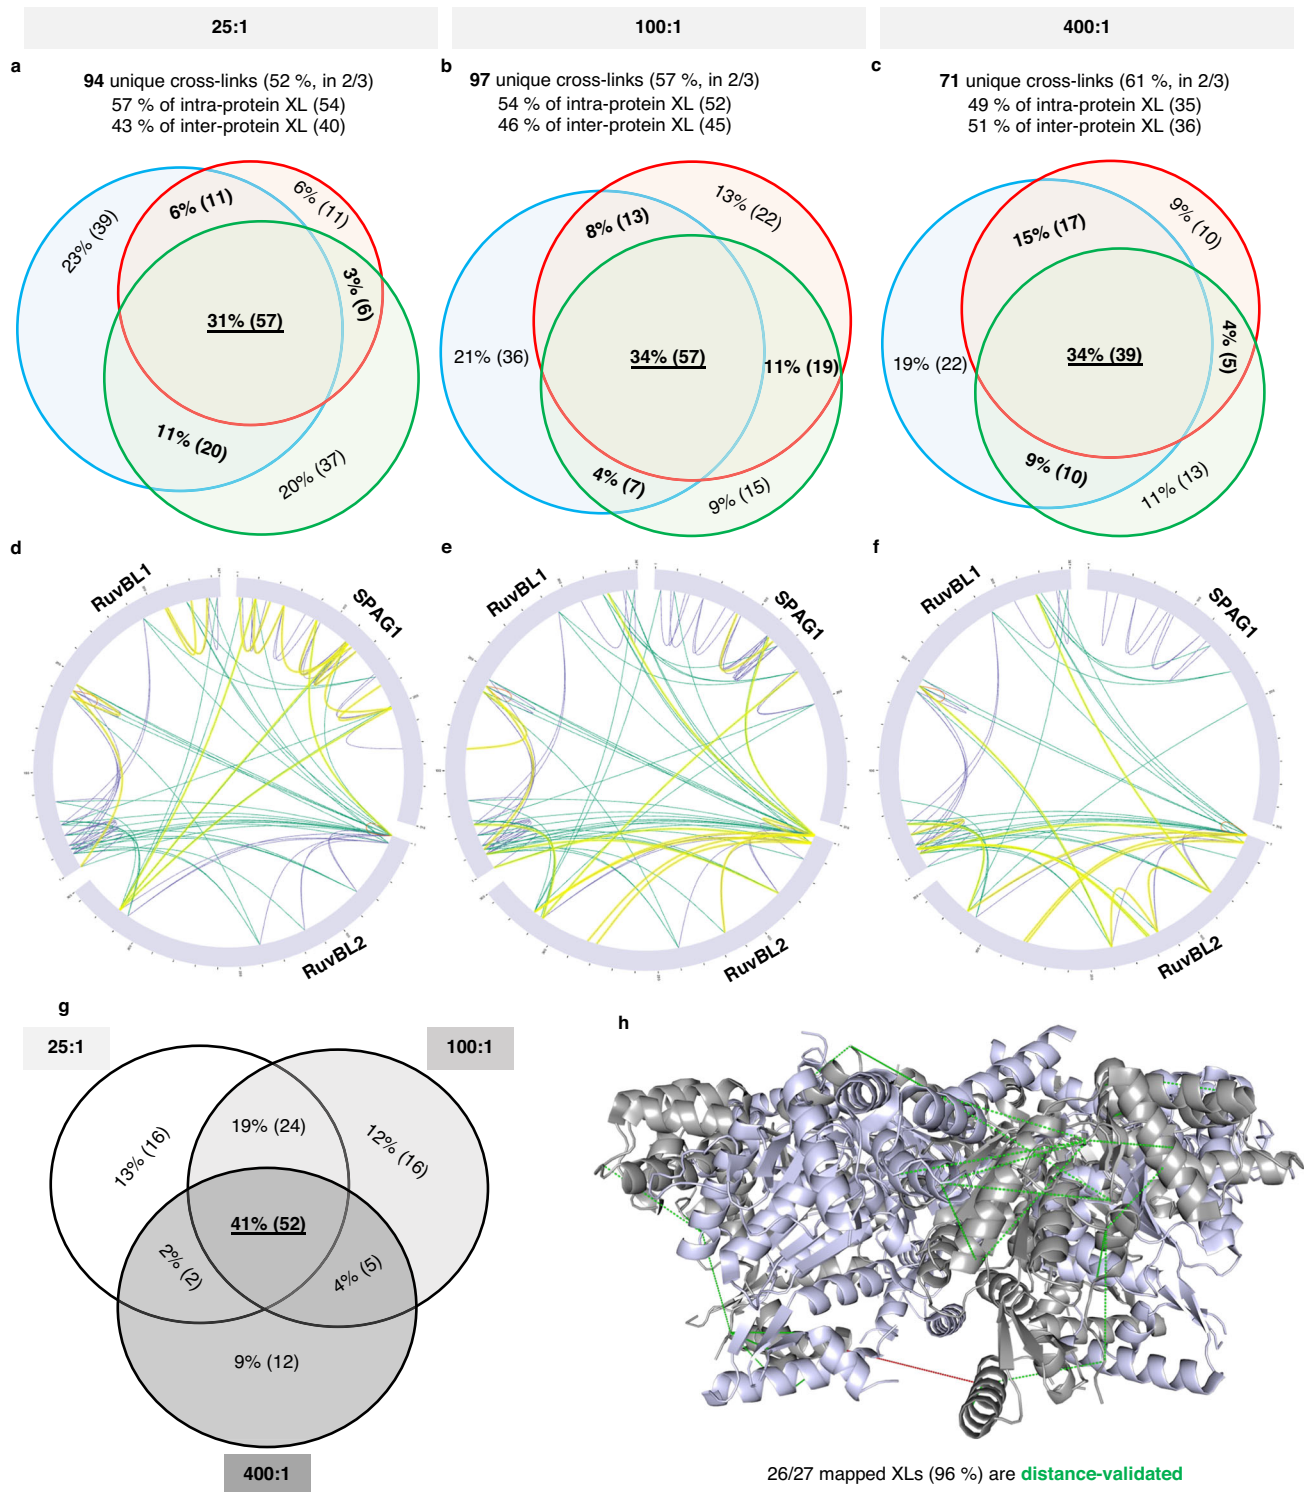 25:1
100:1
400:1
a
94 unique cross-links (52 %, in 2/3)
57 % of intra-protein XL (54)
43 % of inter-protein XL (40)
b
97 unique cross-links (57 %, in 2/3)
54 % of intra-protein XL (52)
46 % of inter-protein XL (45)
c
71 unique cross-links (61 %, in 2/3)
49 % of intra-protein XL (35)
51 % of inter-protein XL (36)
23% (39)
6% (11)
6% (11)
3% (6)
31% (57)
11% (20)
20% (37)
21% (36)
8% (13)
13% (22)
34% (57)
11% (19)
4% (7)
9% (15)
19% (22)
15% (17)
9% (10)
34% (39)
4% (5)
9% (10)
11% (13)
d
RuvBL1
SPAG1
RuvBL2
e
RuvBL1
SPAG1
RuvBL2
f
RuvBL1
SPAG1
RuvBL2
g
25:1
100:1
13% (16)
19% (24)
12% (16)
41% (52)
2% (2)
4% (5)
9% (12)
400:1
h
26/27 mapped XLs (96 %) are distance-validated